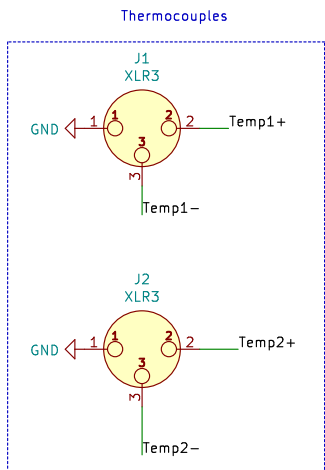 Thermocouples
J1
XLR3
GND 1 1 2 2 Temp1+
3
3
Temp1-
J2
XLR3
GND 1 1 2 2 Temp2+
3
3
Temp2-